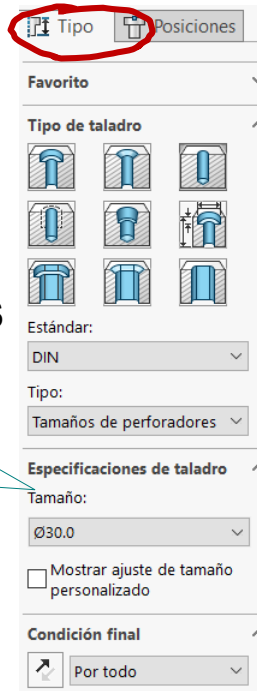 Tipo Posiciones
Favorito
Tipo de taladro
s
Estándar:
DIN
Tipo:
Tamaños de perforadores
Especificaciones de taladro
Tamaño:
Ø30.0
Mostrar ajuste de tamaño
personalizado
Condición final
Por todo